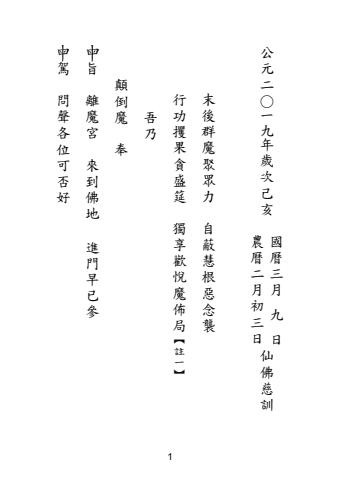 公元二〇一九年歲次己亥
國曆三月九日
農曆二月初三日
仙佛慈訓
末後群魔聚眾力　自蔽慧根惡念襲
行功攫果貪盛筵　獨享歡悅魔佈局【註一】
吾乃
顛倒魔　奉
申旨　離魔宮　來到佛地　進門早已參
申駕　問聲各位可否好
1